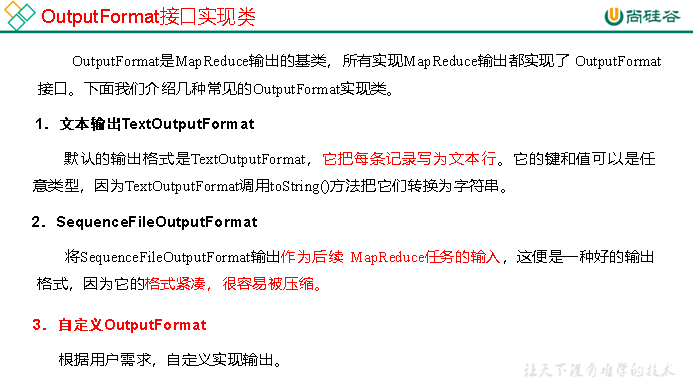 OutputFormat接口实现类
尚硅谷
OutputFormat是MapReduce输出的基类，所有实现MapReduce输出都实现了 OutputFormat
接口。下面我们介绍几种常见的OutputFormat实现类。
1．文本输出TextOutputFormat
默认的输出格式是TextOutputFormat，它把每条记录写为文本行。它的键和值可以是任
意类型，因为TextOutputFormat调用toString()方法把它们转换为字符串。
2．SequenceFileOutputFormat
将SequenceFileOutputFormat输出作为后续 MapReduce任务的输入，这便是一种好的输出
格式，因为它的格式紧凑，很容易被压缩。
3．自定义OutputFormat
根据用户需求，自定义实现输出。
让天下没有难学的技术